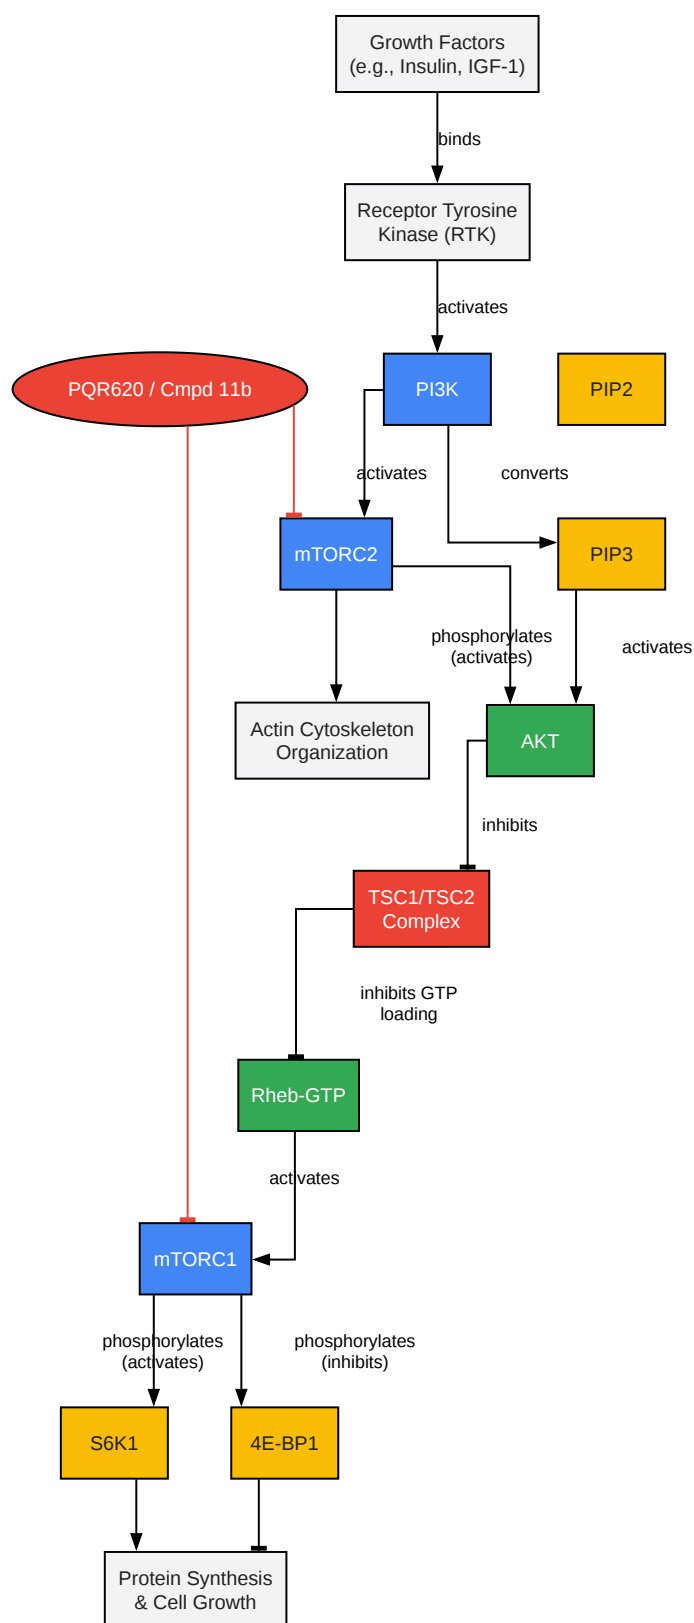 Growth Factors
(e.g., Insulin, IGF-1)
binds
Receptor Tyrosine
Kinase (RTK)
activates
PQR620 / Cmpd 11b
PI3K
PIP2
activates
converts
mTORC2
PIP3
phosphorylates
(activates)
activates
Actin Cytoskeleton
Organization
AKT
inhibits
TSC1/TSC2
Complex
inhibits GTP
loading
Rheb-GTP
activates
mTORC1
phosphorylates
(activates)
phosphorylates
(inhibits)
S6K1
4E-BP1
Protein Synthesis
& Cell Growth